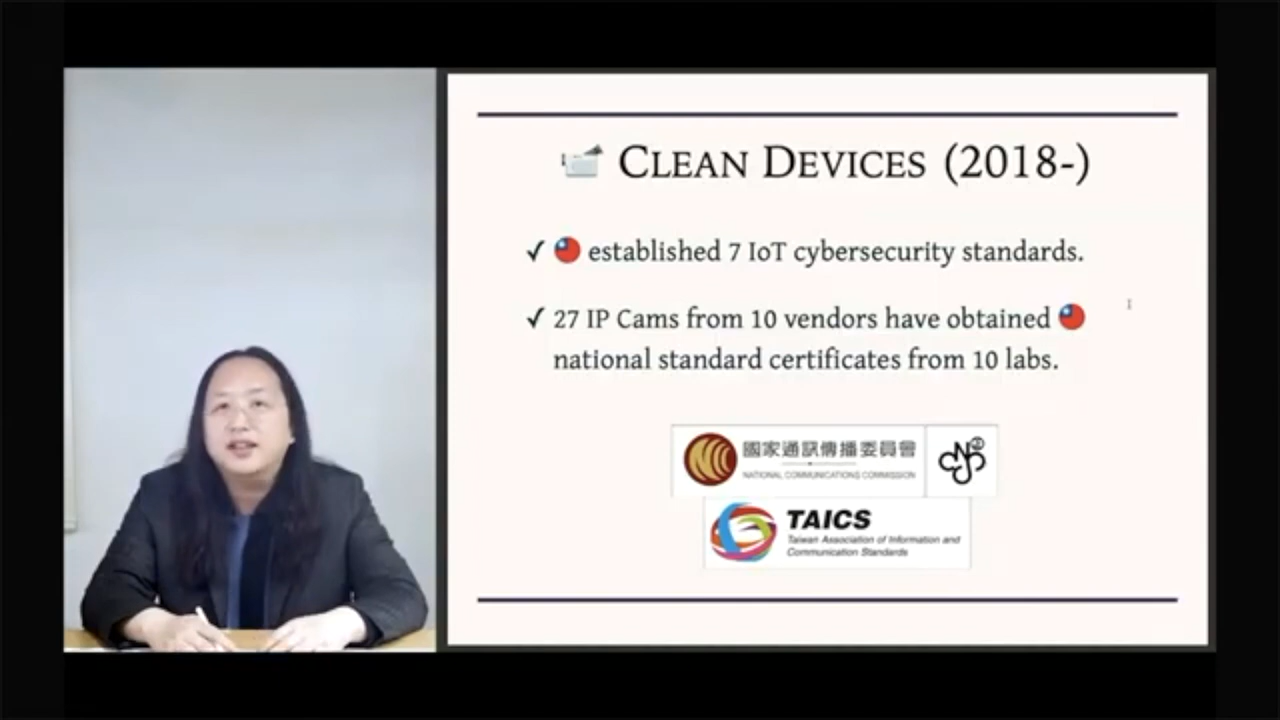 CLEAN DEVICES (2018-)
✓ 🇹🇼 established 7 IoT cybersecurity standards.
✓ 27 IP Cams from 10 vendors have obtained 🇹🇼
national standard certificates from 10 labs.
國家通訊傳播委員會
NATIONAL COMMUNICATIONS COMMISSION
TAICS
Taiwan Association of Information and
Communication Standards